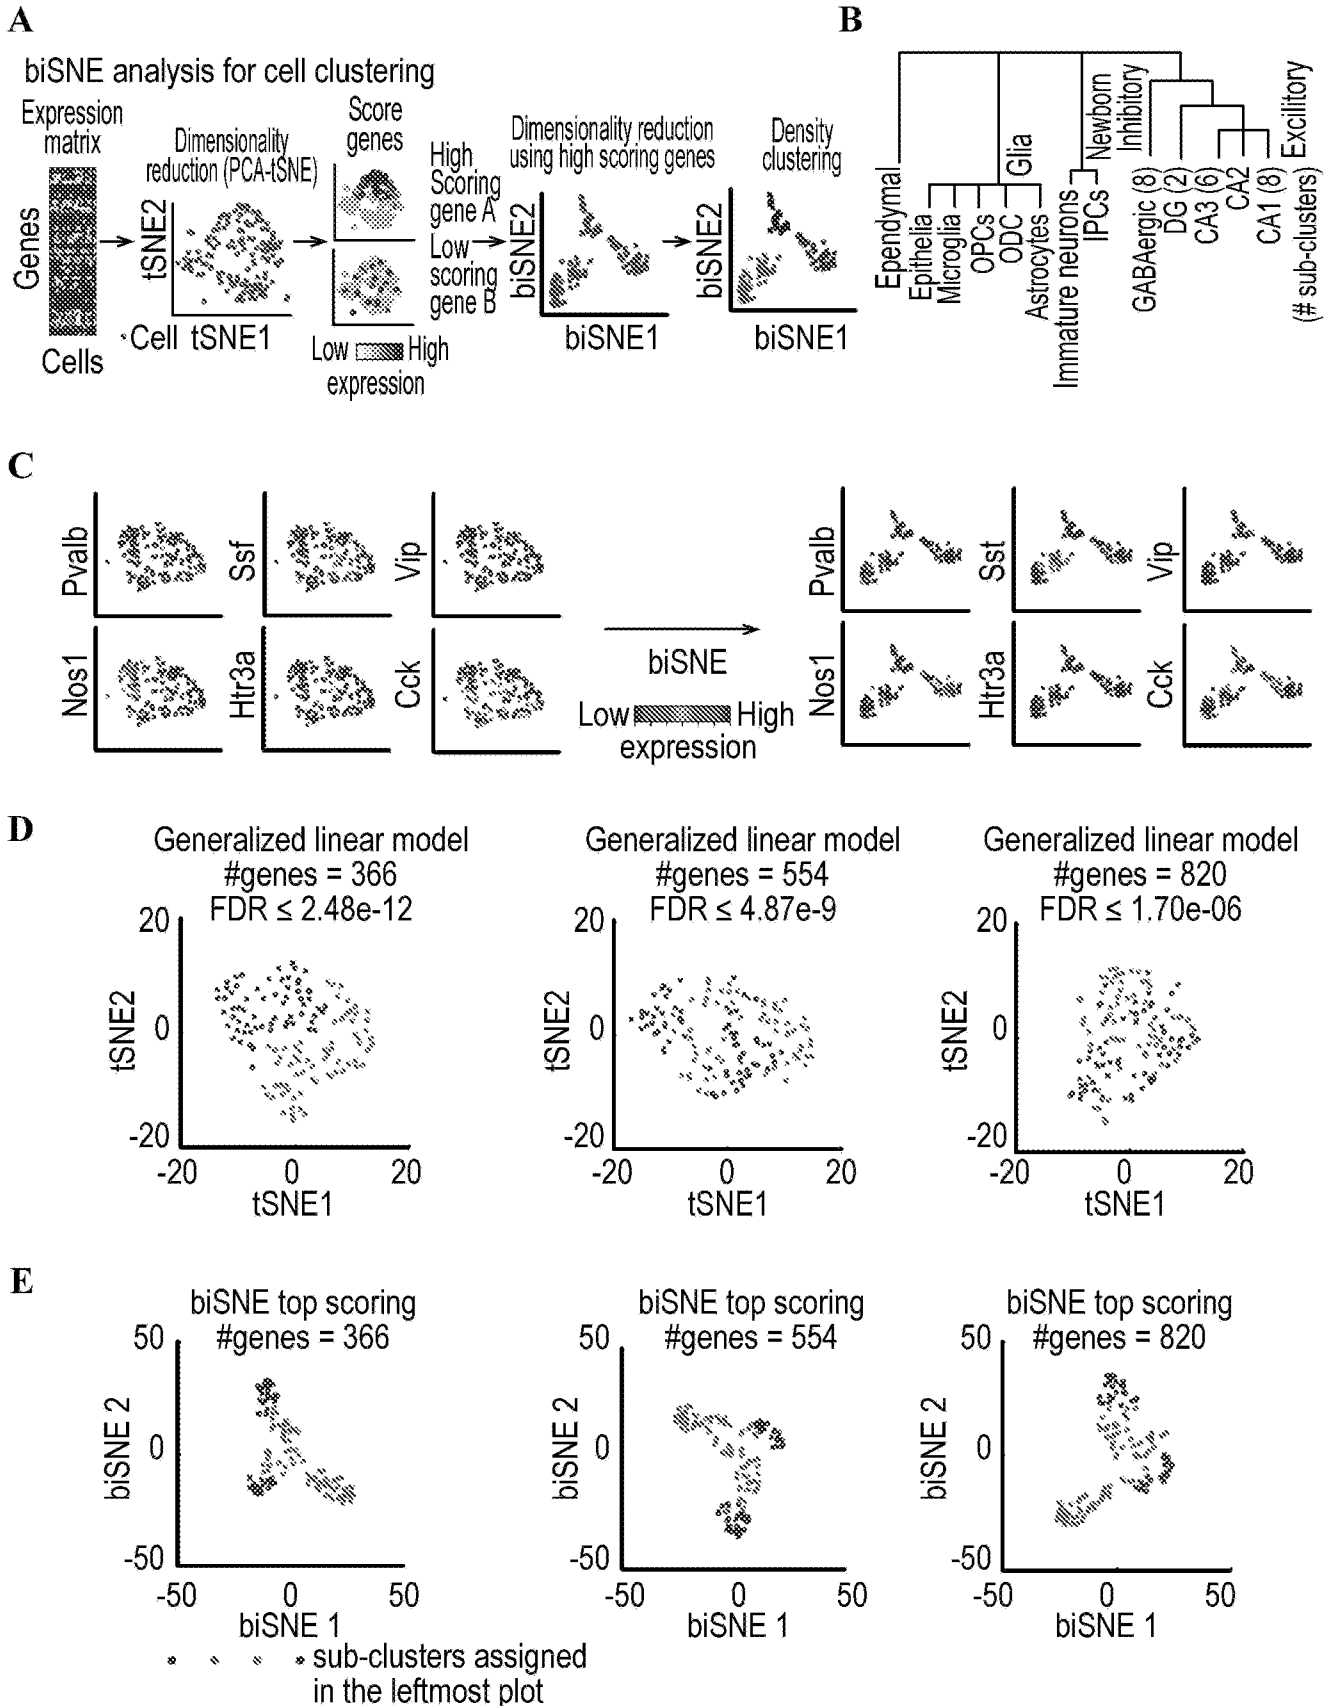 A
biSNE analysis for cell clustering
Expression
matrix
Genes
Cells
Dimensionality
reduction (PCA-tSNE)
tSNE2
Cell tSNE1
Score
genes
High
Scoring
gene A
Low
scoring
gene B
Low High
expression
Dimensionality reduction
using high scoring genes
biSNE2
biSNE1
Density
clustering
biSNE2
biSNE1
B
Ependymal
Epithelia
Microglia
OPCs
ODC
Astrocytes
Glia
Immature neurons
IPCs
Newborn
Inhibitory
GABAergic (8)
DG (2)
CA3 (6)
CA2
CA1 (8)
Excilitory
(# sub-clusters)
C
Pvalb
Ssf
Vip
Nos1
Htr3a
Cck
biSNE
Low High
expression
Pvalb
Sst
Vip
Nos1
Htr3a
Cck
D
Generalized linear model
#genes = 366
FDR ≤ 2.48e-12
20
0
-20
tSNE2
-20 0 20
tSNE1
Generalized linear model
#genes = 554
FDR ≤ 4.87e-9
20
0
-20
tSNE2
-20 0 20
tSNE1
Generalized linear model
#genes = 820
FDR ≤ 1.70e-06
20
0
-20
tSNE2
-20 0 20
tSNE1
E
biSNE top scoring
#genes = 366
50
0
-50
biSNE 2
-50 0 50
biSNE 1
biSNE top scoring
#genes = 554
50
0
-50
biSNE 2
-50 0 50
biSNE 1
biSNE top scoring
#genes = 820
50
0
-50
biSNE 2
-50 0 50
biSNE 1
sub-clusters assigned
in the leftmost plot